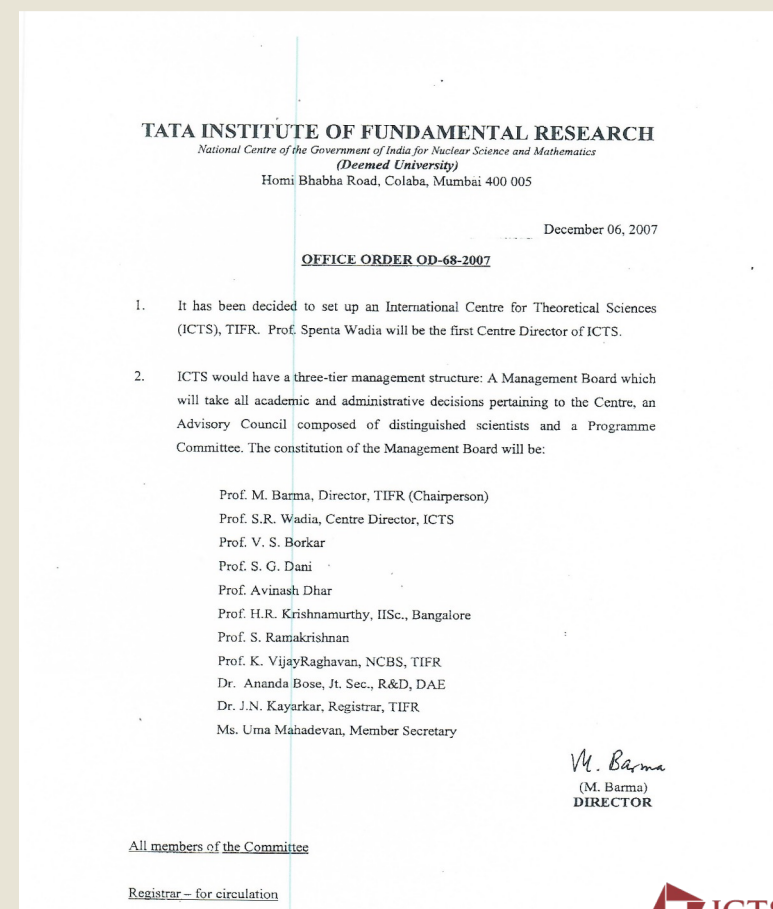 TATA INSTITUTE OF FUNDAMENTAL RESEARCH
National Centre of the Government of India for Nuclear Science and Mathematics
(Deemed University)
Homi Bhabha Road, Colaba, Mumbai 400 005
December 06, 2007
OFFICE ORDER OD-68-2007
1. It has been decided to set up an International Centre for Theoretical Sciences
(ICTS), TIFR. Prof. Spenta Wadia will be the first Centre Director of ICTS.
2. ICTS would have a three-tier management structure: A Management Board which
will take all academic and administrative decisions pertaining to the Centre, an
Advisory Council composed of distinguished scientists and a Programme
Committee. The constitution of the Management Board will be:
Prof. M. Barma, Director, TIFR (Chairperson)
Prof. S.R. Wadia, Centre Director, ICTS
Prof. V. S. Borkar
Prof. S. G. Dani
Prof. Avinash Dhar
Prof. H.R. Krishnamurthy, IISc., Bangalore
Prof. S. Ramakrishnan
Prof. K. VijayRaghavan, NCBS, TIFR
Dr. Ananda Bose, Jt. Sec., R&D, DAE
Dr. J.N. Kayarkar, Registrar, TIFR
Ms. Uma Mahadevan, Member Secretary
M. Barma
(M. Barma)
DIRECTOR
All members of the Committee
Registrar – for circulation
ICTS